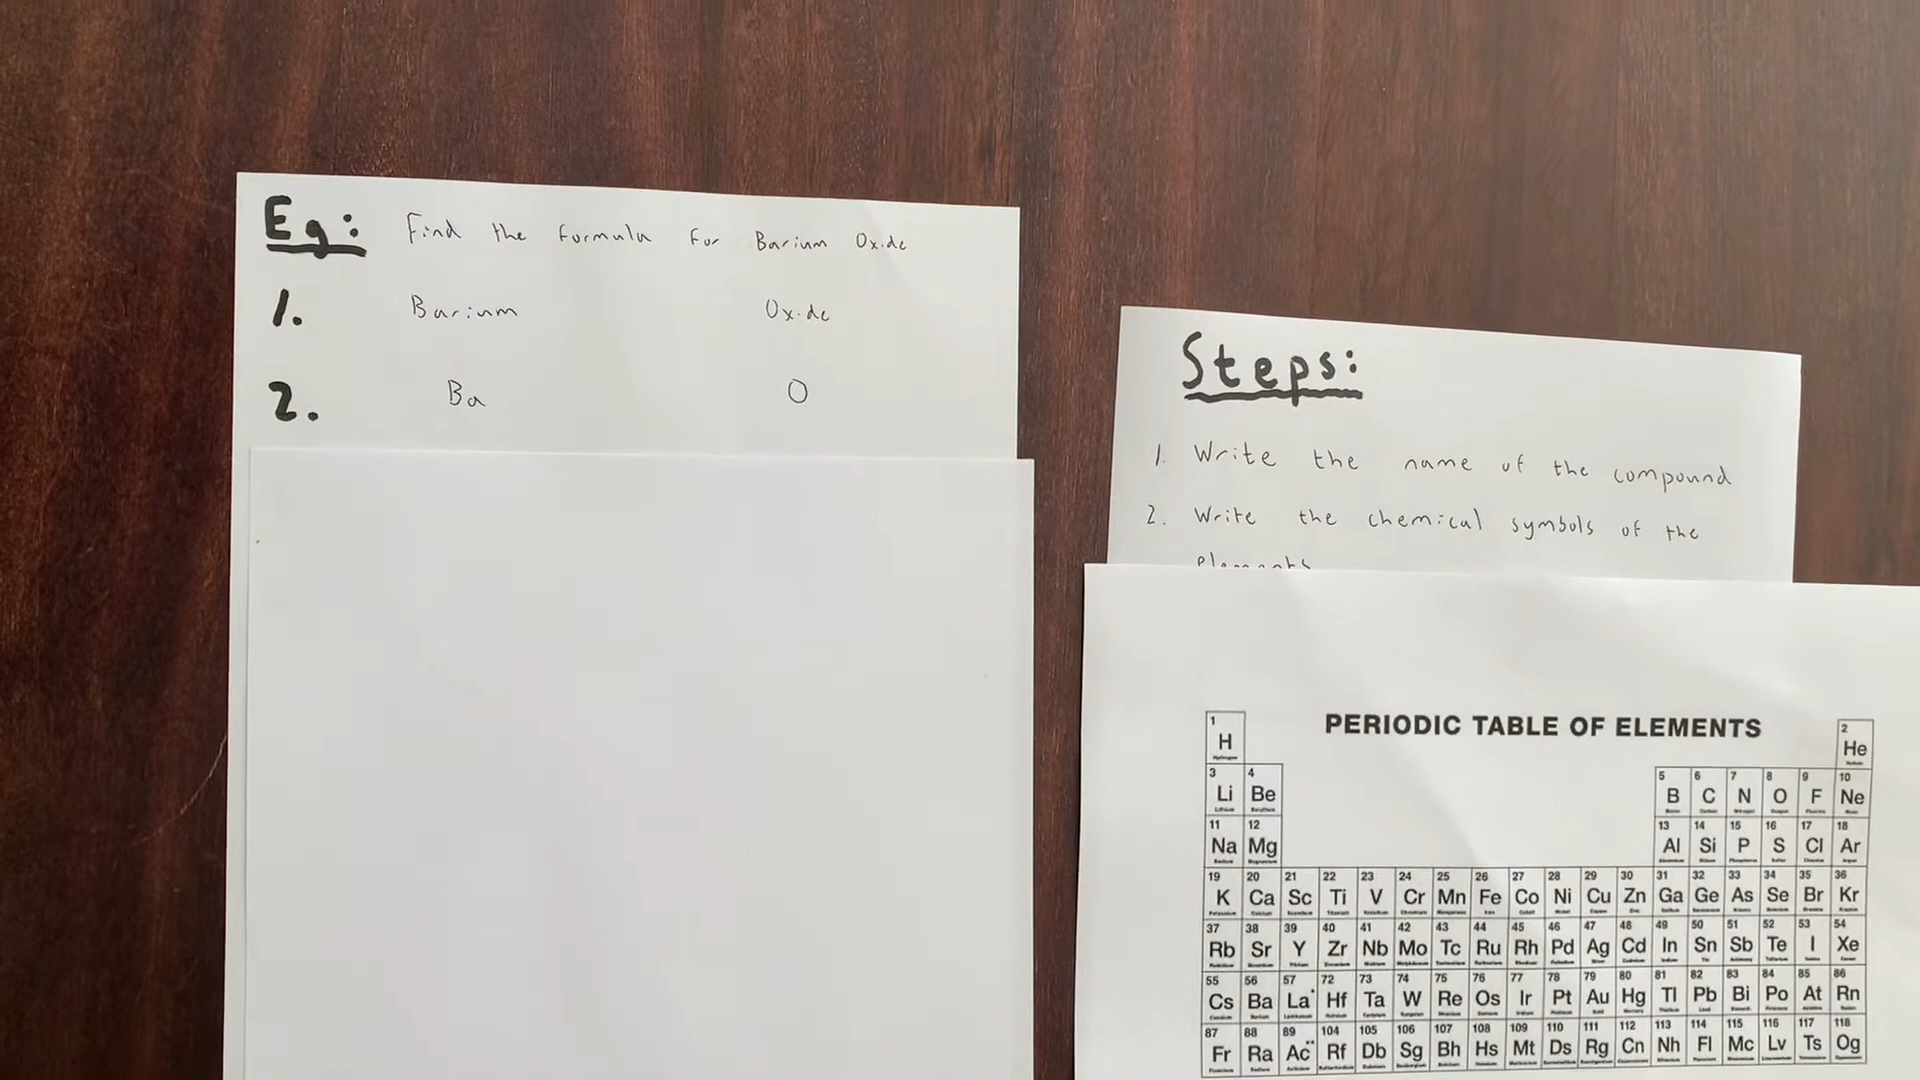 Eg: Find the formula for Barium Oxide
1. Barium Oxide
2. Ba O
Steps:
1. Write the name of the compound
2. Write the chemical symbols of the
elements
PERIODIC TABLE OF ELEMENTS
1 2
H He
3 4 5 6 7 8 9 10
Li Be B C N O F Ne
11 12 13 14 15 16 17 18
Na Mg Al Si P S Cl Ar
19 20 21 22 23 24 25 26 27 28 29 30 31 32 33 34 35 36
K Ca Sc Ti V Cr Mn Fe Co Ni Cu Zn Ga Ge As Se Br Kr
37 38 39 40 41 42 43 44 45 46 47 48 49 50 51 52 53 54
Rb Sr Y Zr Nb Mo Tc Ru Rh Pd Ag Cd In Sn Sb Te I Xe
55 56 57 72 73 74 75 76 77 78 79 80 81 82 83 84 85 86
Cs Ba La* Hf Ta W Re Os Ir Pt Au Hg Tl Pb Bi Po At Rn
87 88 89 104 105 106 107 108 109 110 111 112 113 114 115 116 117 118
Fr Ra Ac** Rf Db Sg Bh Hs Mt Ds Rg Cn Nh Fl Mc Lv Ts Og